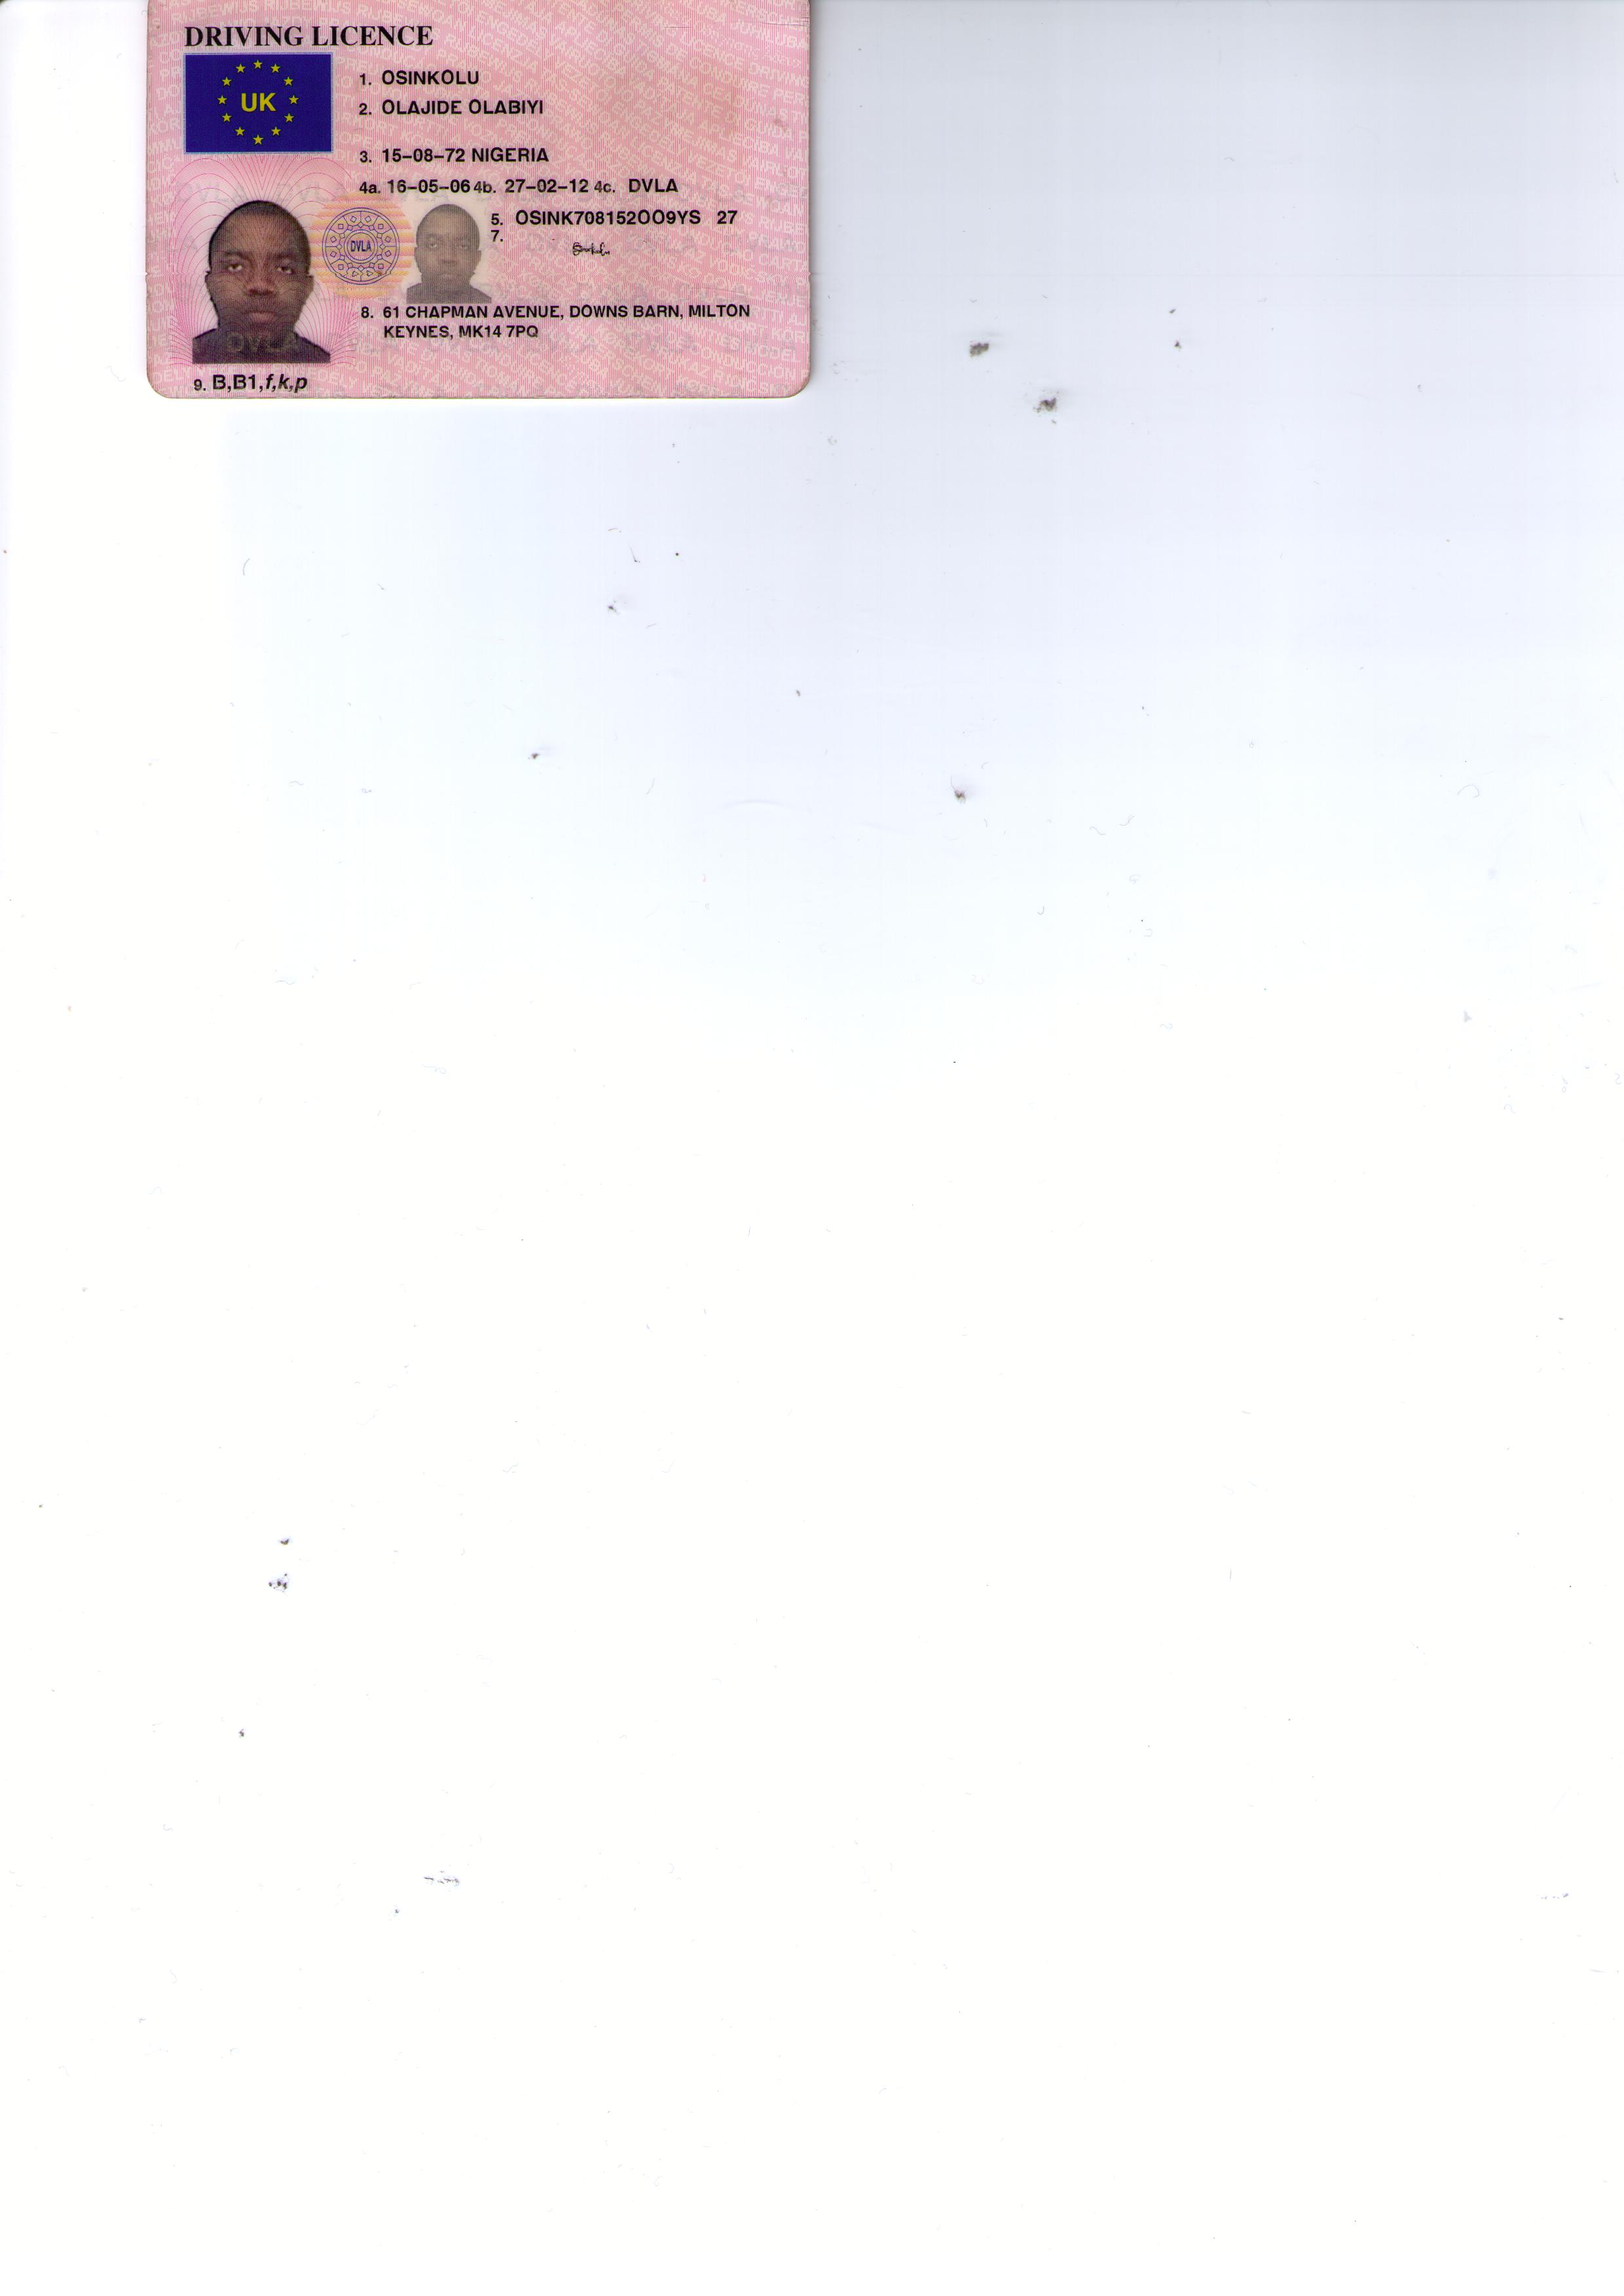 DRIVING LICENCE
UK
1. OSINKOLU
2. OLAJIDE OLABIYI
3. 15-08-72 NIGERIA
4a. 16-05-06 4b. 27-02-12 4c. DVLA
5. OSINK708152OO9YS 27
7.
DVLA
8. 61 CHAPMAN AVENUE, DOWNS BARN, MILTON
KEYNES, MK14 7PQ
DVLA
9. B,B1,f,k,p